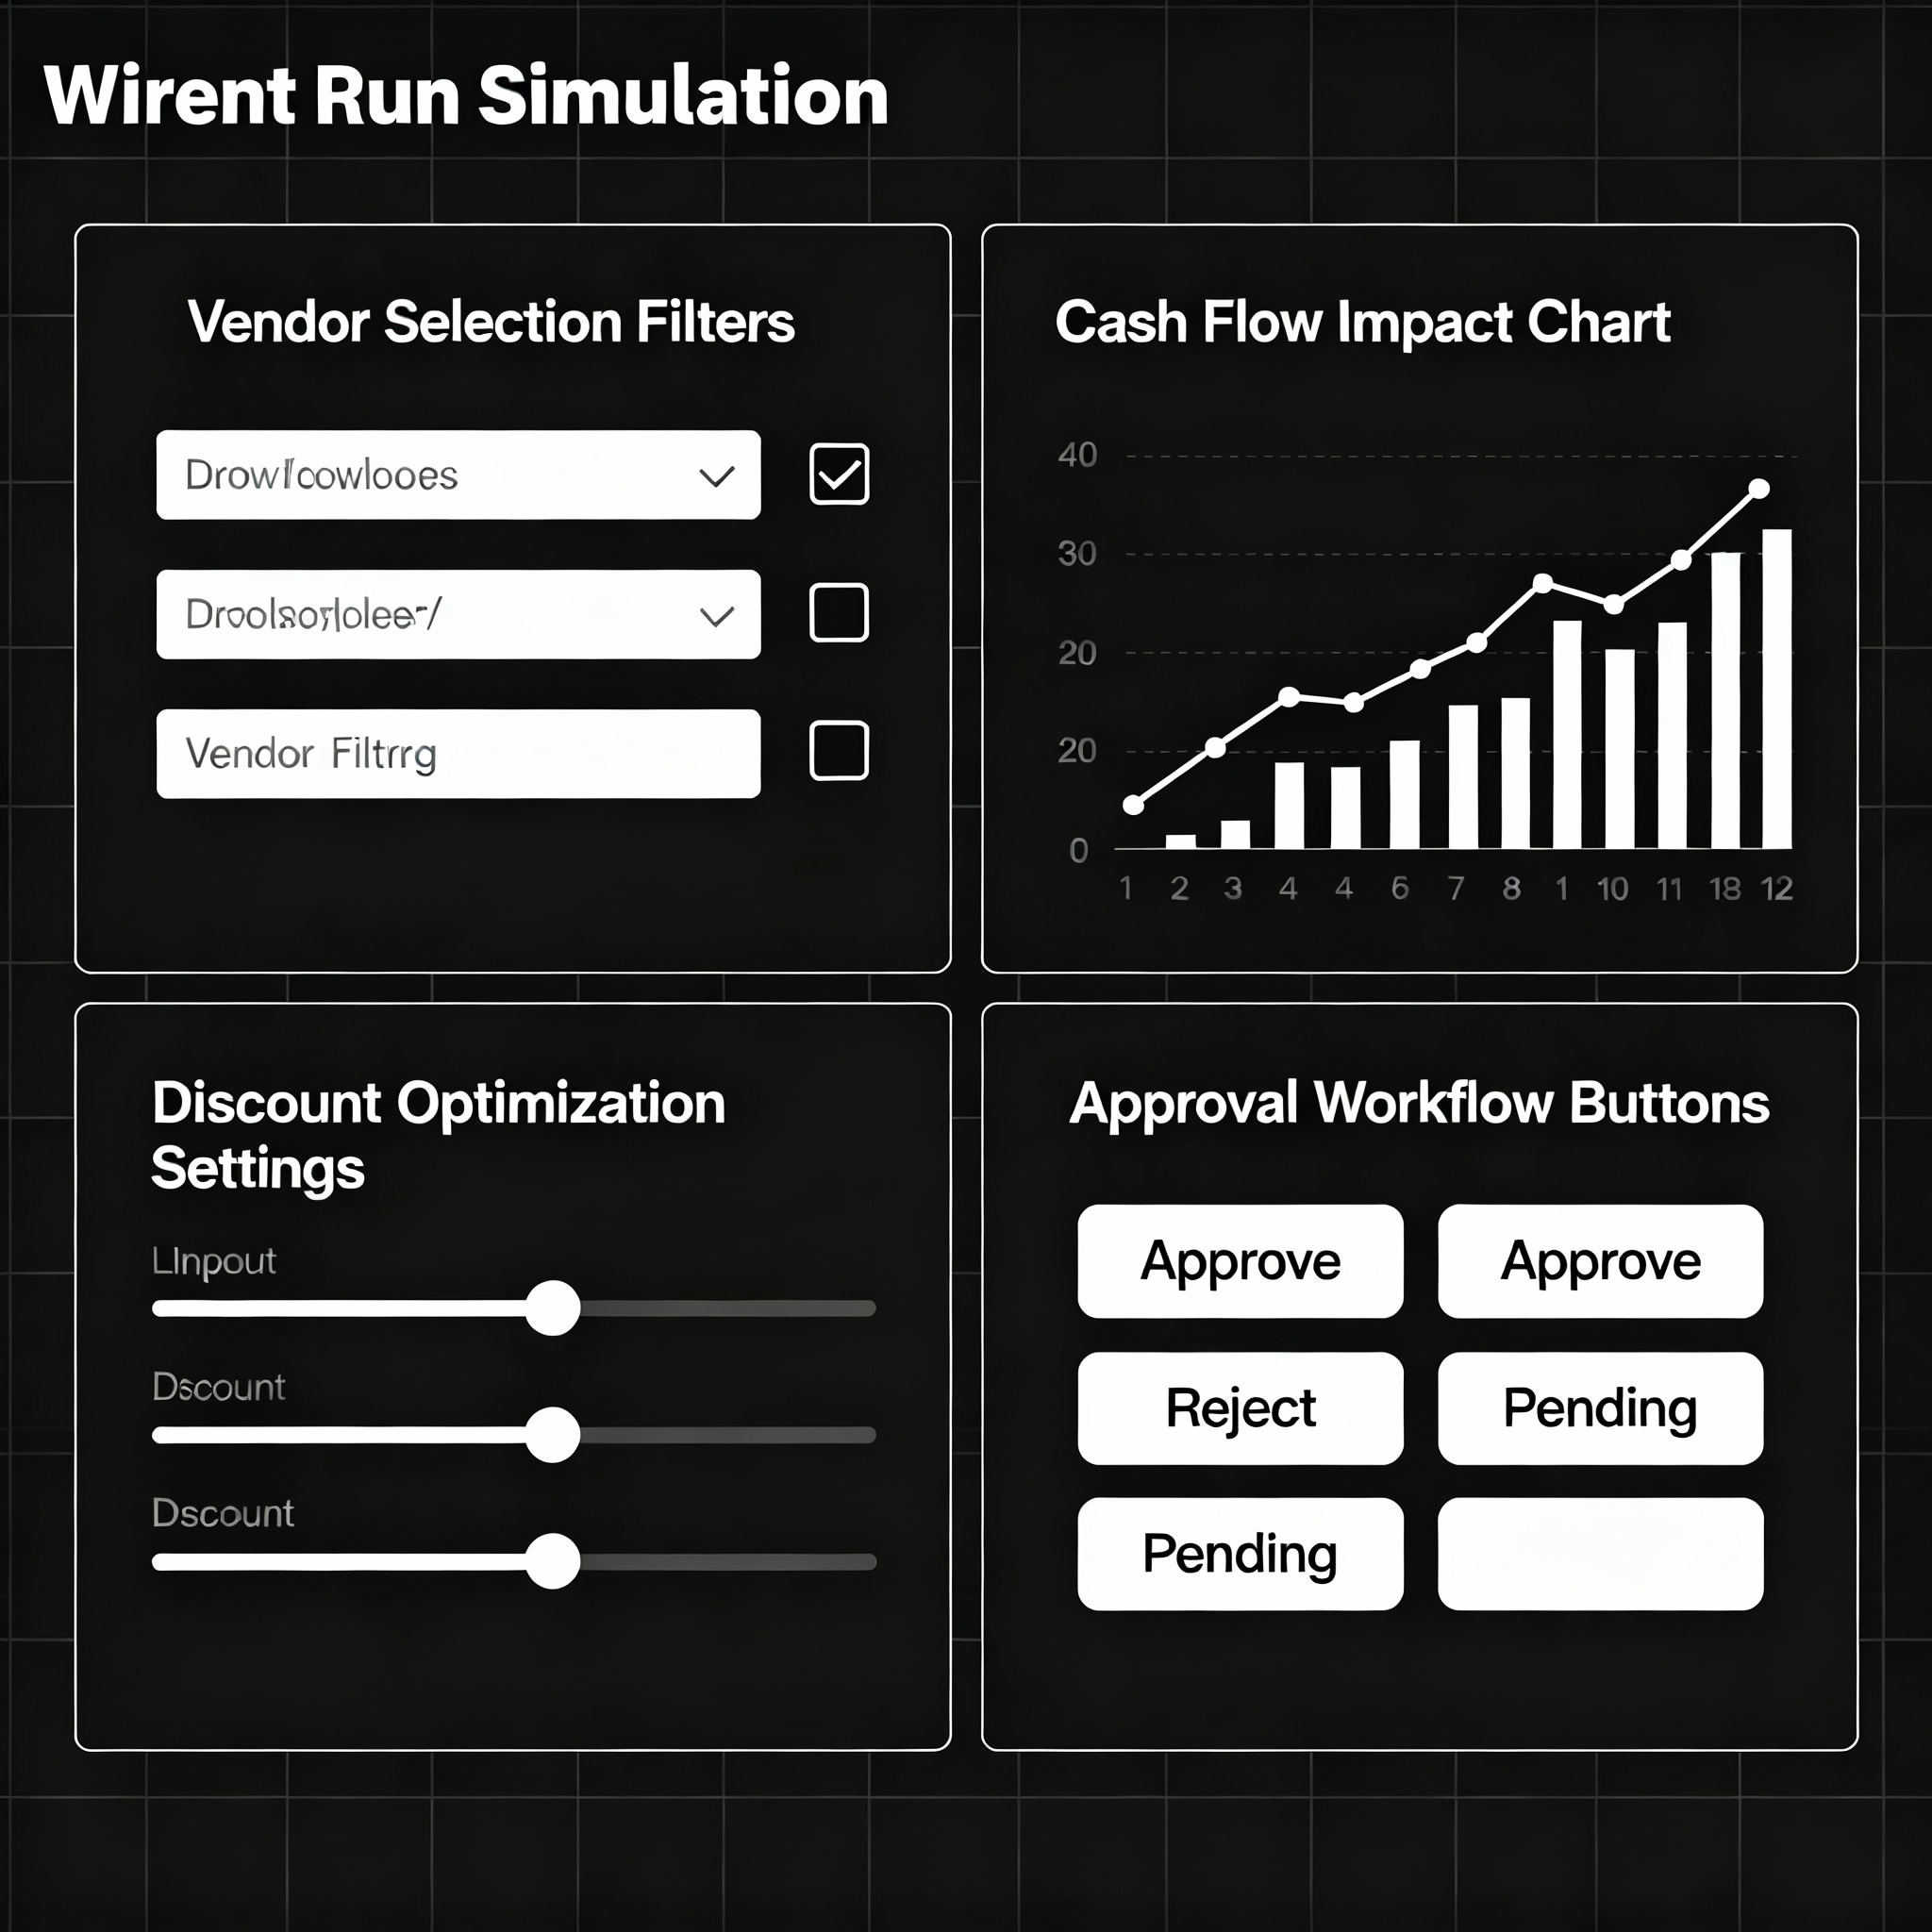 Wirent Run Simulation
Vendor Selection Filters
Vendor Filtrrg
Cash Flow Impact Chart
40
30
20
20
0
1 2 3 4 4 6 7 8 1 10 11 18 12
Discount Optimization
Settings
LInpout
Dscount
Dscount
Approval Workflow Buttons
Approve Approve
Reject Pending
Pending